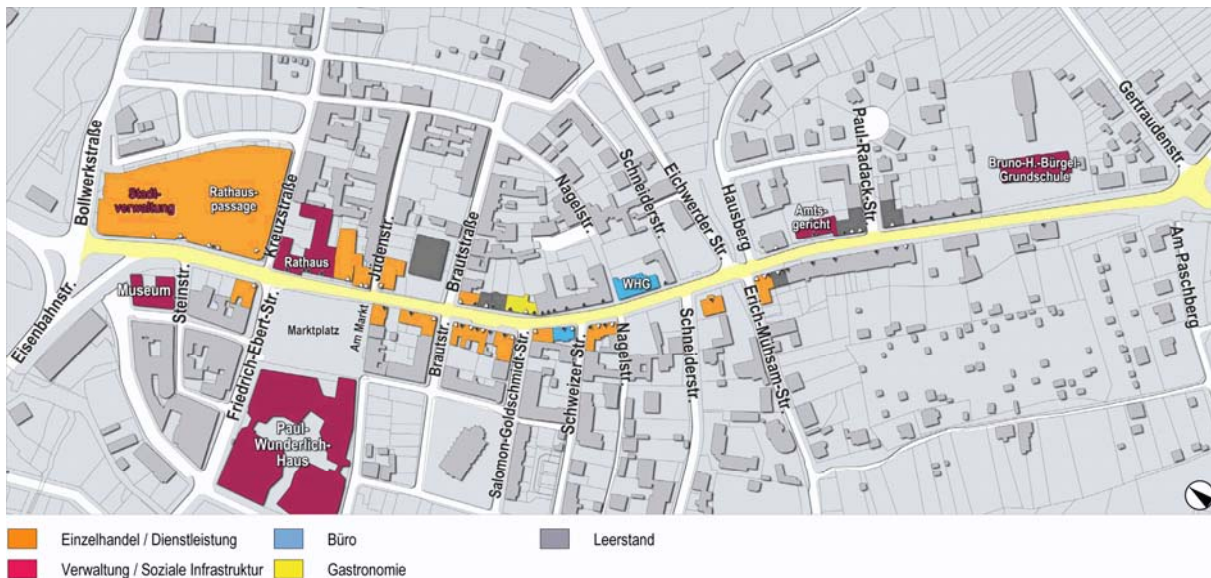 Bollwerkstraße
Stadt-
verwaltung
Rathaus-
passage
Kreuzstraße
Rathaus
Judenstr.
Brautstraße
Nagelstr.
Schneiderstr.
Eichwerder Str.
Hausberg
Paul-Radack-Str.
Amts-
gericht
Bruno-H.-Bürgel-
Grundschule
Gertraudenstr.
Am Paschberg
Eisenbahnstr.
Museum
Steinstr.
Friedrich-Ebert-Str.
Marktplatz
Am Markt
Brautstr.
WHG
Salomon-Goldschmidt-Str.
Schweizer Str.
Nagelstr.
Schneiderstr.
Erich-Mühsam-Str.
Paul-
Wunderlich-
Haus
Einzelhandel / Dienstleistung
Büro
Leerstand
Verwaltung / Soziale Infrastruktur
Gastronomie